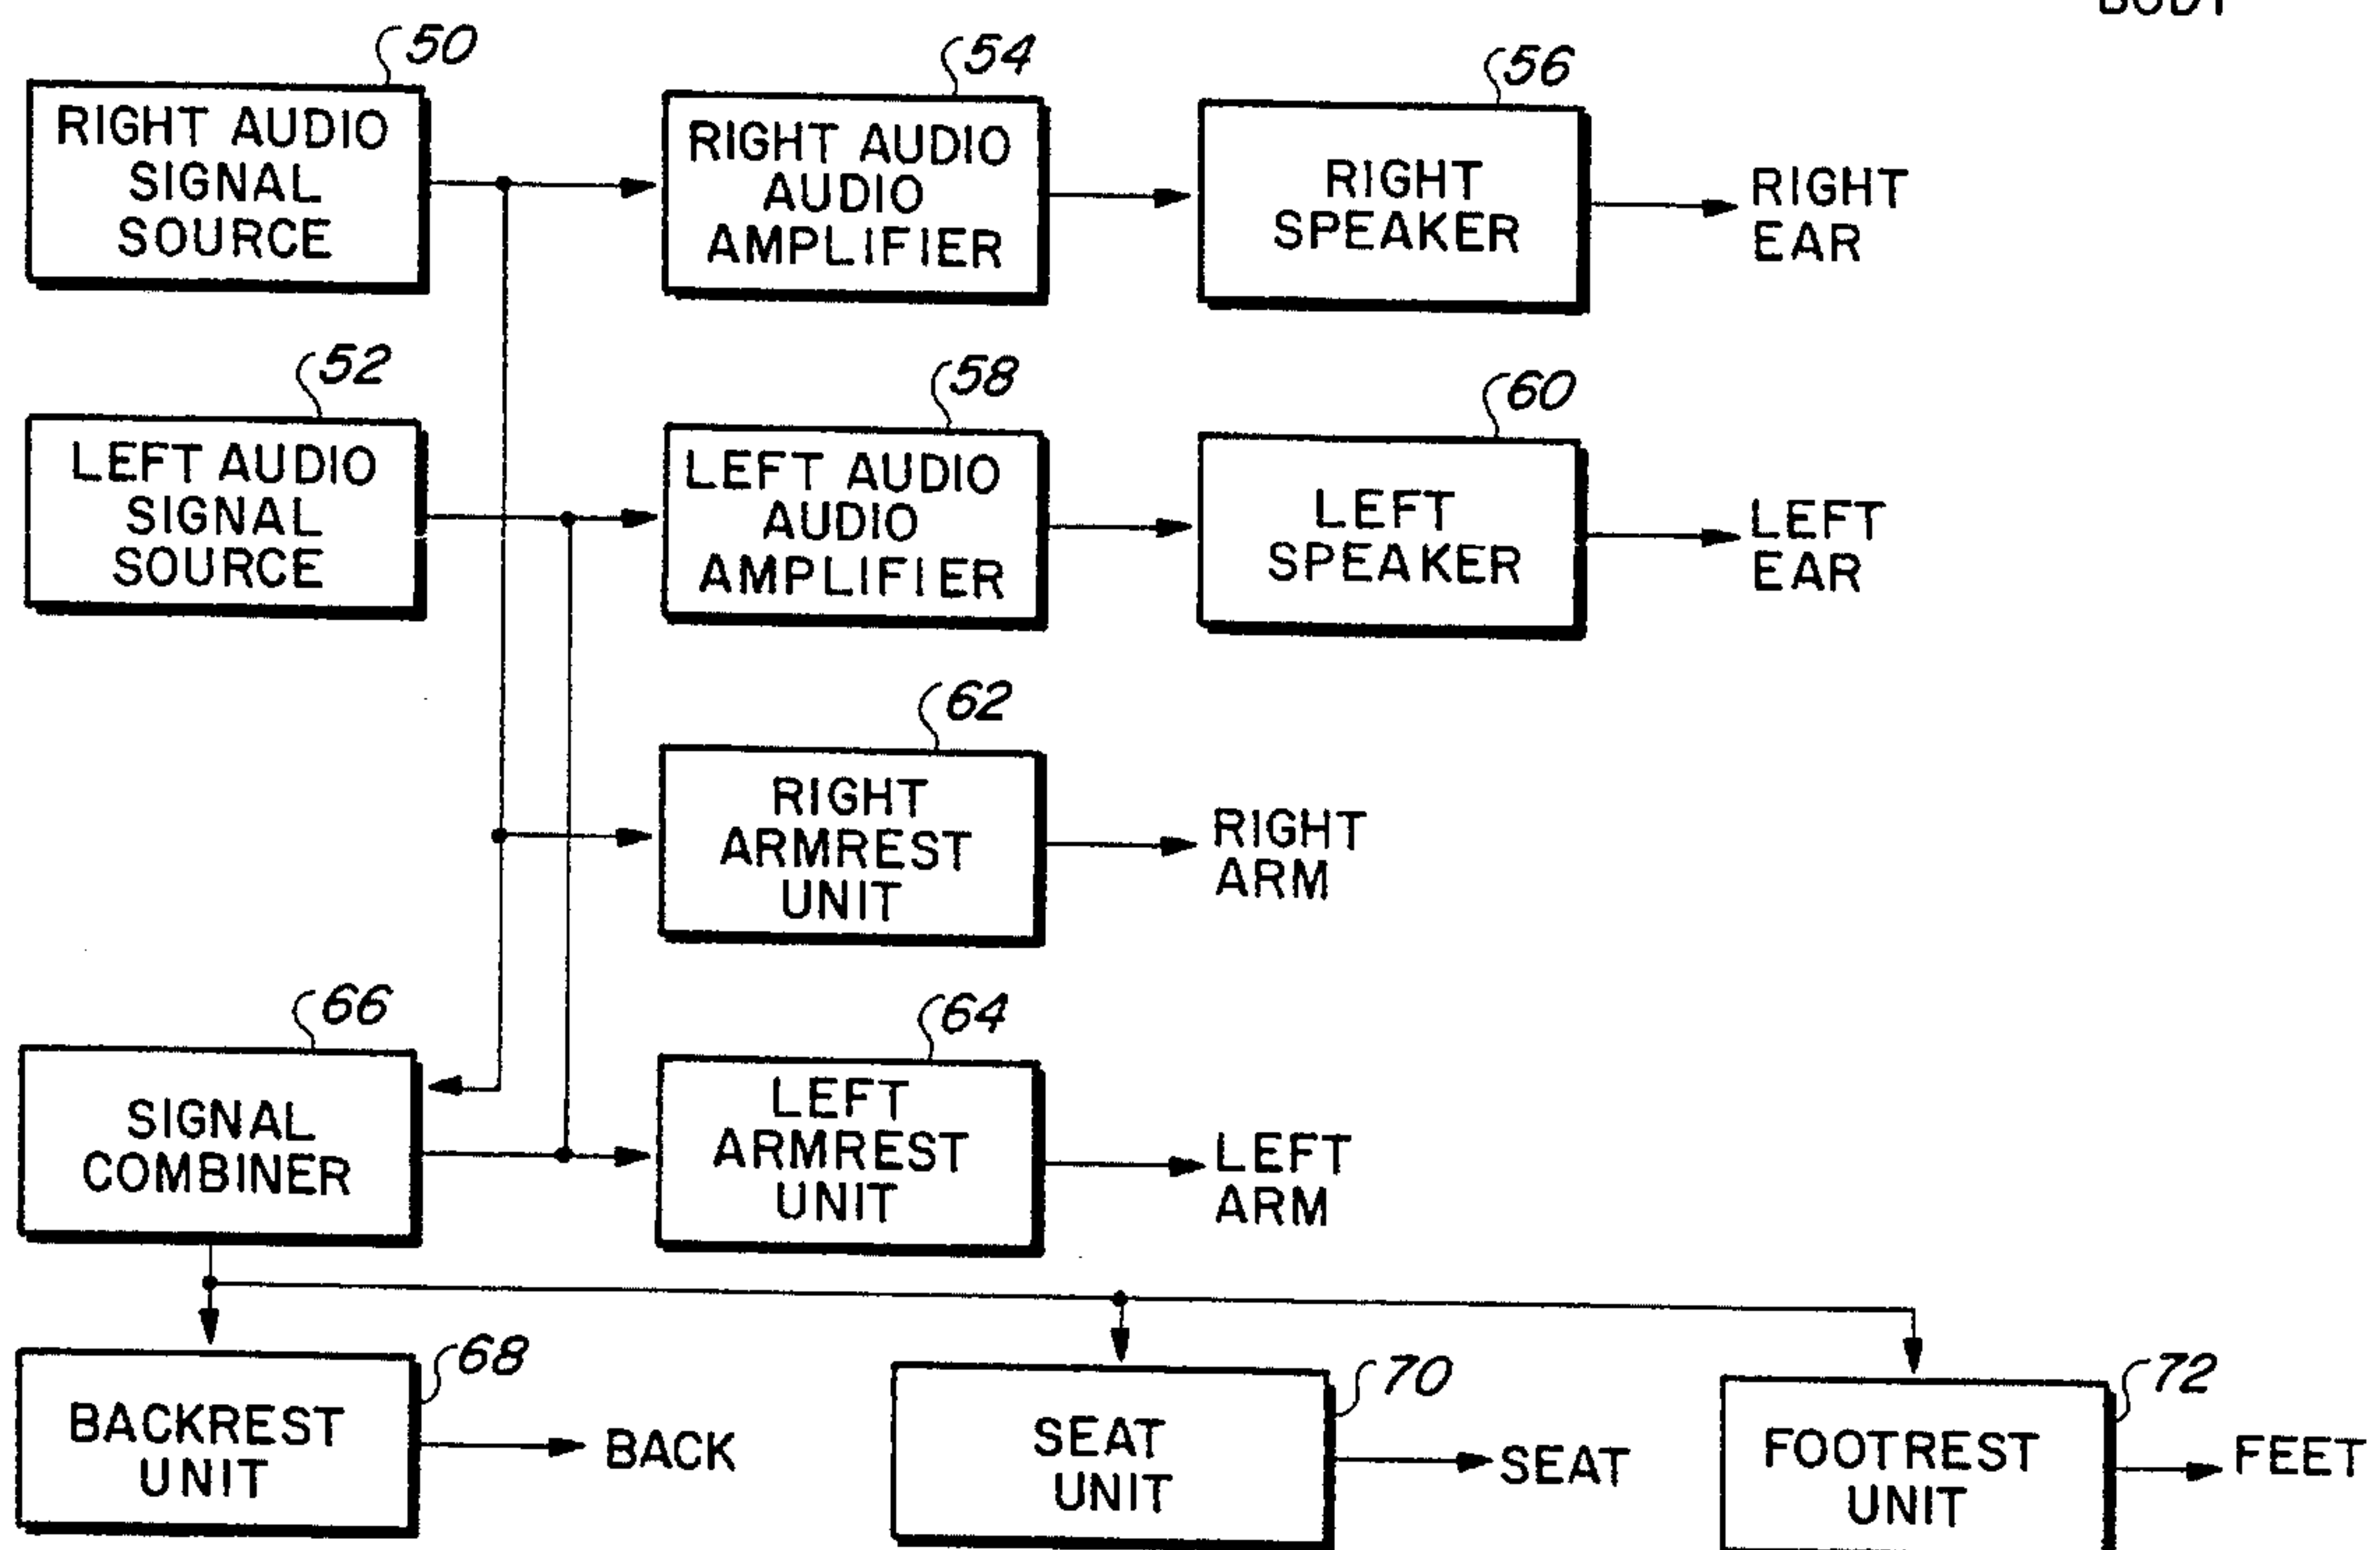 50
RIGHT AUDIO
SIGNAL
SOURCE
54
RIGHT AUDIO
AUDIO
AMPLIFIER
56
RIGHT
SPEAKER
RIGHT
EAR
52
LEFT AUDIO
SIGNAL
SOURCE
58
LEFT AUDIO
AUDIO
AMPLIFIER
60
LEFT
SPEAKER
LEFT
EAR
62
RIGHT
ARMREST
UNIT
RIGHT
ARM
66
SIGNAL
COMBINER
64
LEFT
ARMREST
UNIT
LEFT
ARM
68
BACKREST
UNIT
BACK
70
SEAT
UNIT
SEAT
72
FOOTREST
UNIT
FEET